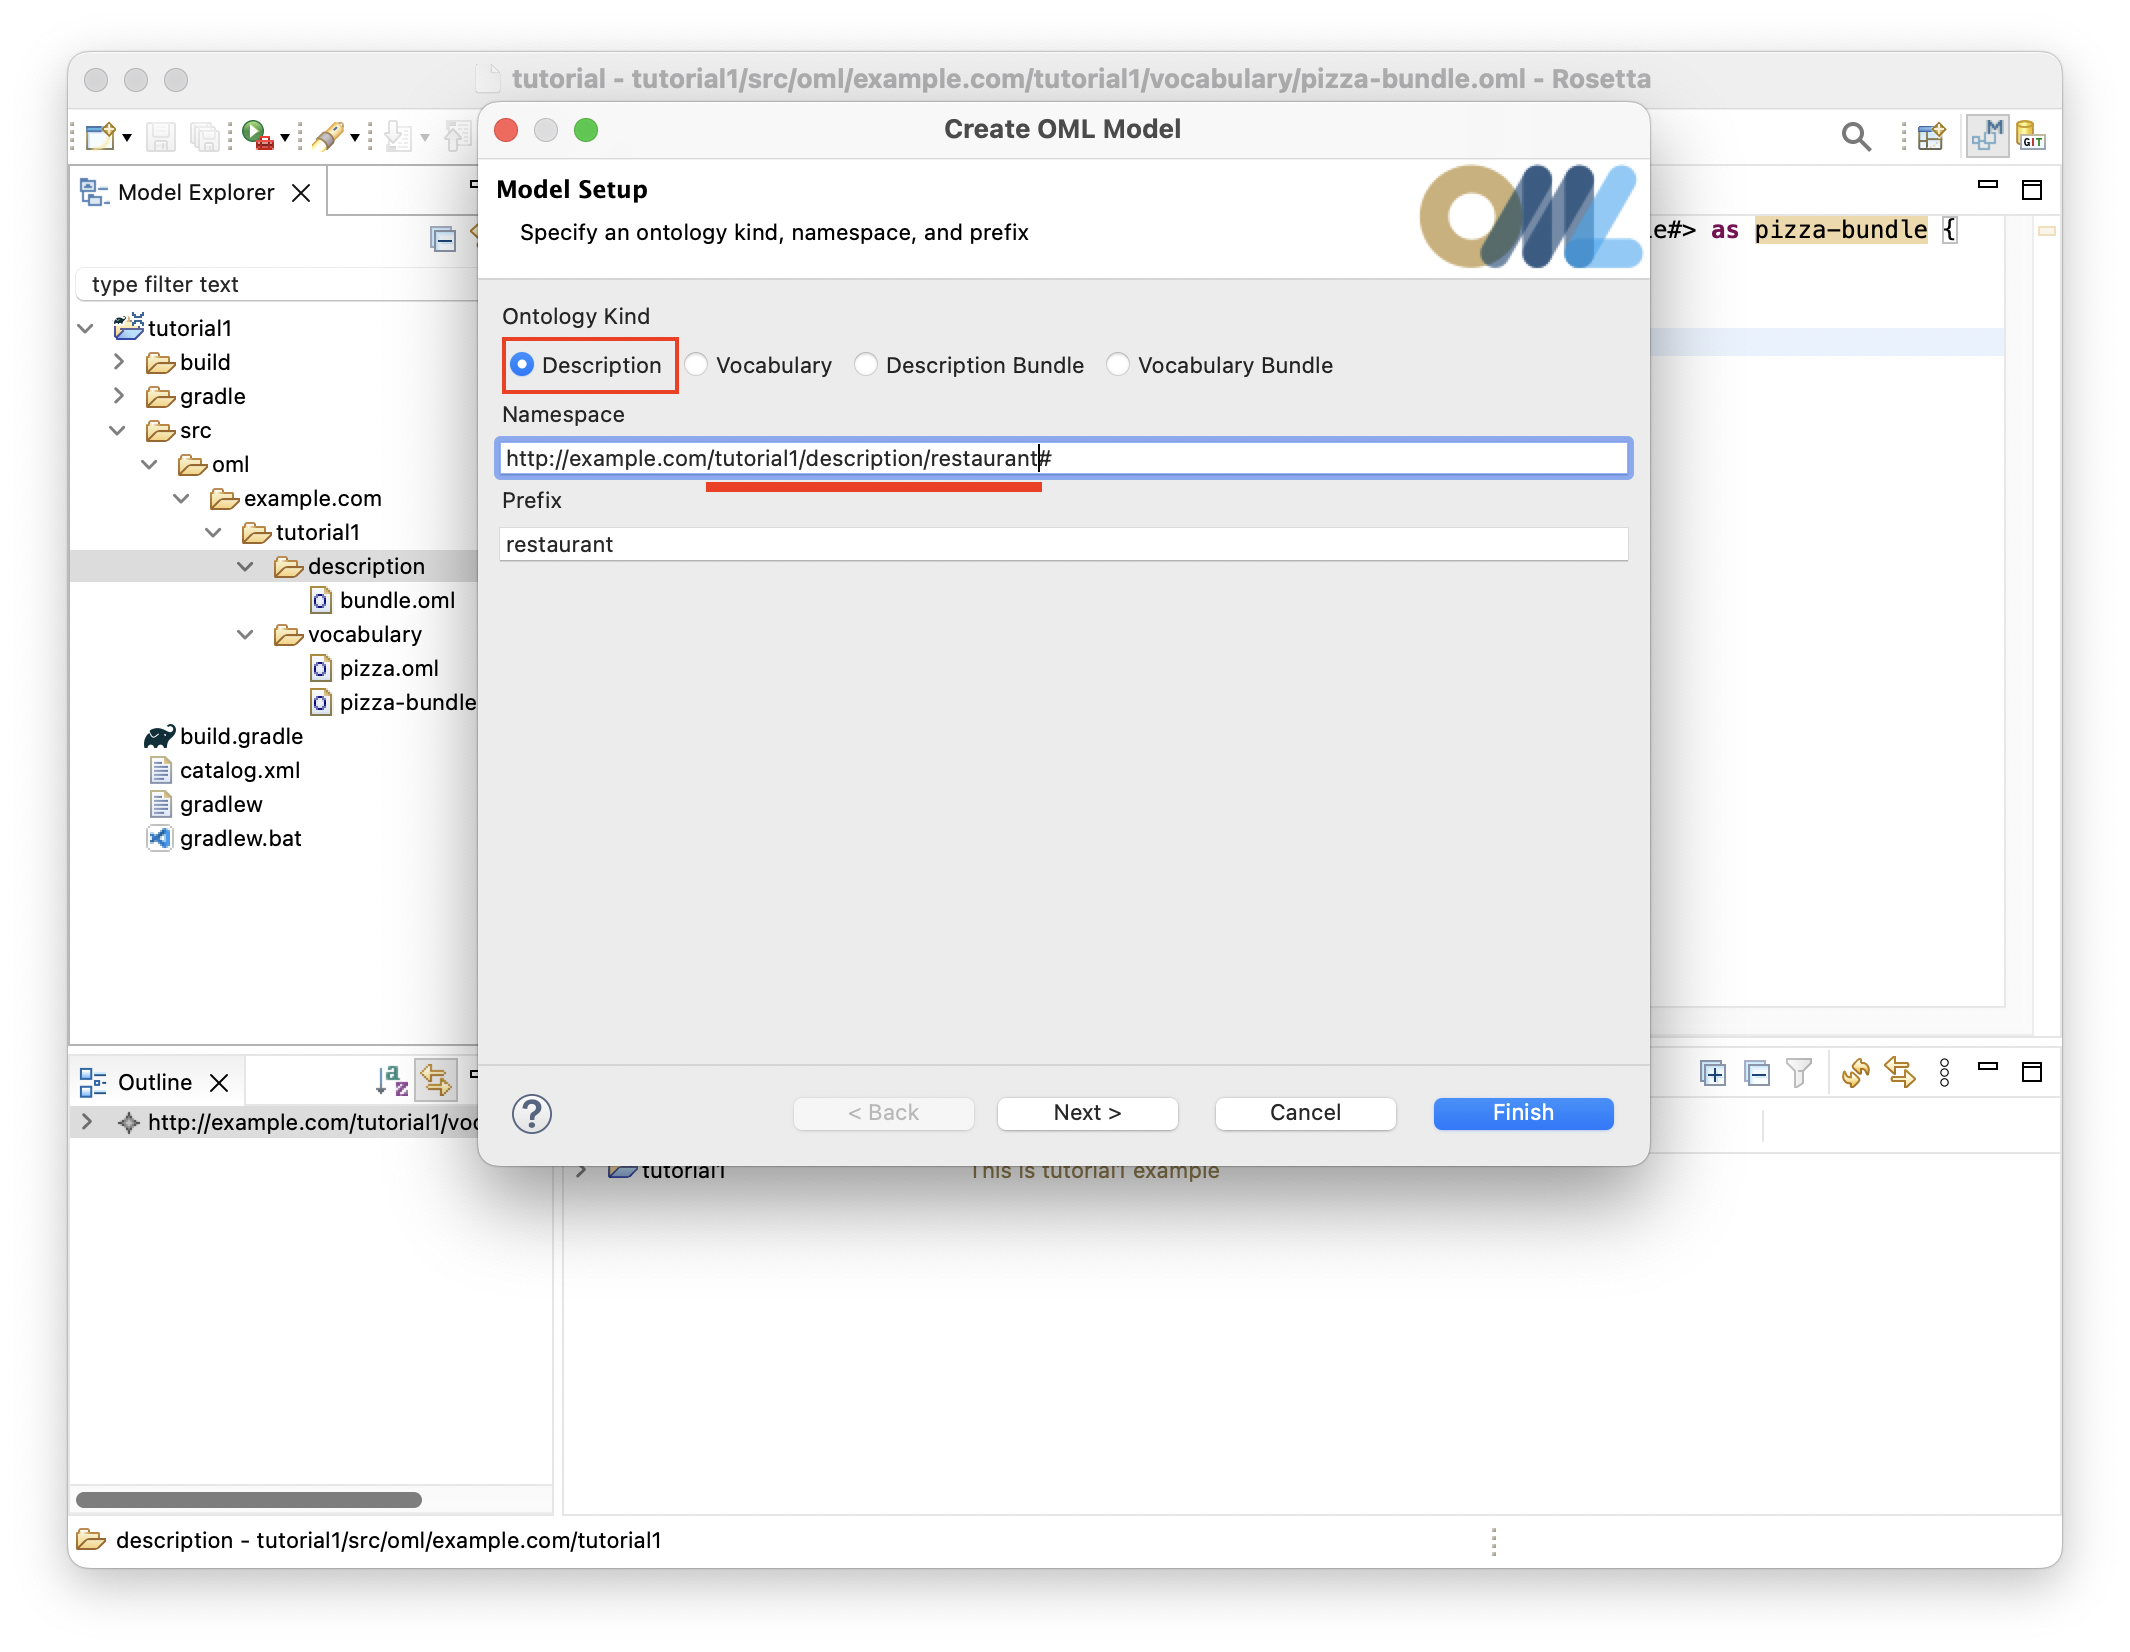 tutorial - tutorial1/src/oml/example.com/tutorial1/vocabulary/pizza-bundle.oml - Rosetta
Create OML Model
Model Explorer
Model Setup
Specify an ontology kind, namespace, and prefix
OML
GIT
e#> as pizza-bundle {
type filter text
tutorial1
build
gradle
src
oml
example.com
tutorial1
description
bundle.oml
vocabulary
pizza.oml
pizza-bundle
build.gradle
catalog.xml
gradlew
gradlew.bat
Ontology Kind
Description Vocabulary Description Bundle Vocabulary Bundle
Namespace
http://example.com/tutorial1/description/restaurant#
Prefix
restaurant
Outline
http://example.com/tutorial1/voc
< Back Next > Cancel Finish
tutorial1 This is tutorial1 example
description - tutorial1/src/oml/example.com/tutorial1